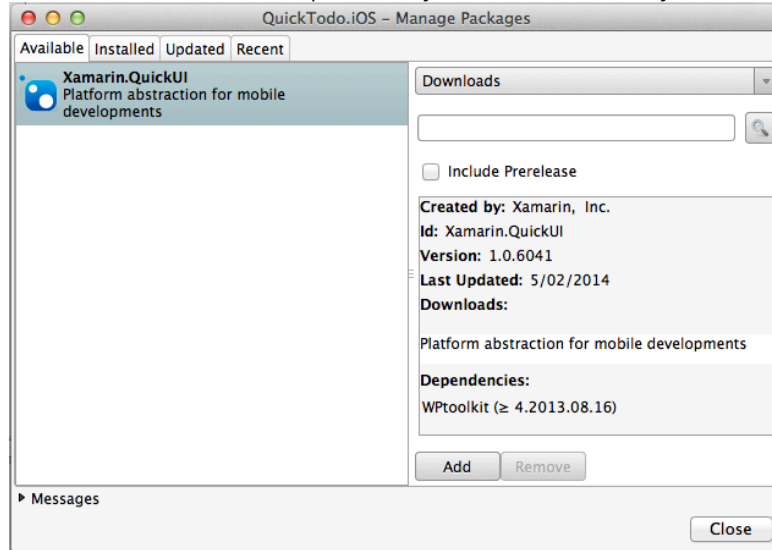 QuickTodo.iOS – Manage Packages
Available Installed Updated Recent
Xamarin.QuickUI
Platform abstraction for mobile
developments
Downloads
Include Prerelease
Created by: Xamarin, Inc.
Id: Xamarin.QuickUI
Version: 1.0.6041
Last Updated: 5/02/2014
Downloads:
Platform abstraction for mobile developments
Dependencies:
WPtoolkit (≥ 4.2013.08.16)
Add Remove
Messages
Close